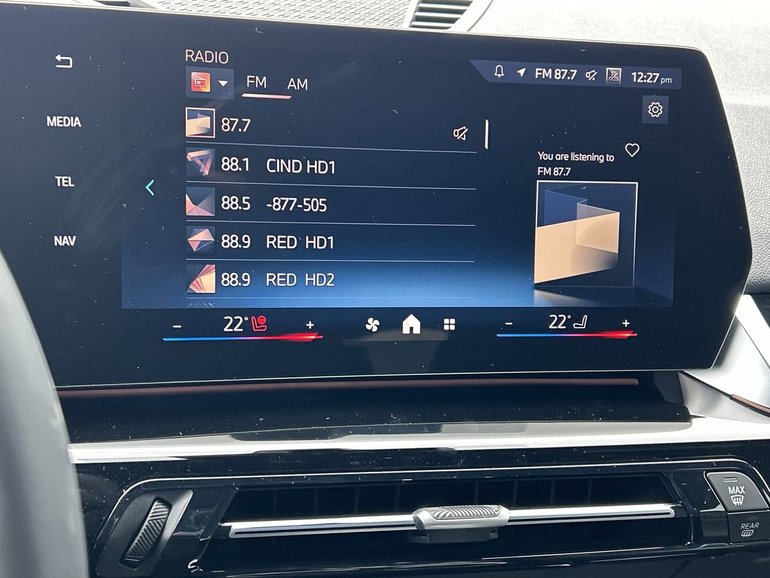 RADIO
FM AM
FM 87.7 12:27 pm
MEDIA
TEL
NAV
87.7
88.1 CIND HD1
88.5 -877-505
88.9 RED HD1
88.9 RED HD2
You are listening to
FM 87.7
- 22° +
- 22° +
MAX
REAR